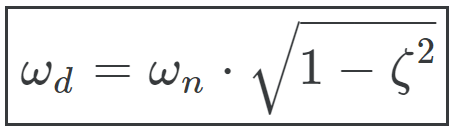 ω_d = ω_n · √(1 − ζ²)